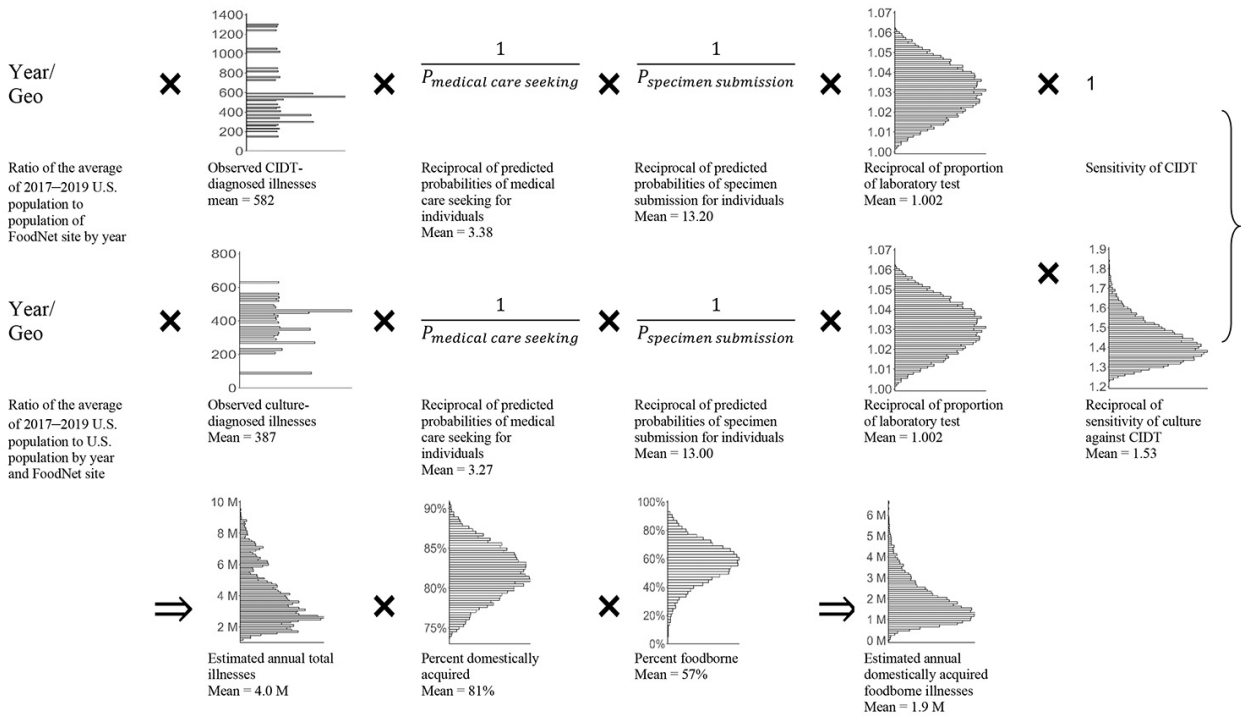 1400
1200
1000
800
600
400
200
0
Year/
Geo
×
×
1
P medical care seeking
×
1
P specimen submission
×
1.07
1.06
1.05
1.04
1.03
1.02
1.01
1.00
×
1
Ratio of the average
of 2017–2019 U.S.
population to
population of
FoodNet site by year
Observed CIDT-
diagnosed illnesses
mean = 582
Reciprocal of predicted
probabilities of medical
care seeking for
individuals
Mean = 3.38
Reciprocal of predicted
probabilities of specimen
submission for individuals
Mean = 13.20
Reciprocal of proportion
of laboratory test
Mean = 1.002
Sensitivity of CIDT
Year/
Geo
×
800
600
400
200
0
×
1
P medical care seeking
×
1
P specimen submission
×
1.07
1.06
1.05
1.04
1.03
1.02
1.01
1.00
×
1.9
1.8
1.7
1.6
1.5
1.4
1.3
1.2
Ratio of the average
of 2017–2019 U.S.
population to U.S.
population by year
and FoodNet site
Observed culture-
diagnosed illnesses
Mean = 387
Reciprocal of predicted
probabilities of medical
care seeking for
individuals
Mean = 3.27
Reciprocal of predicted
probabilities of specimen
submission for individuals
Mean = 13.00
Reciprocal of proportion
of laboratory test
Mean = 1.002
Reciprocal of
sensitivity of culture
against CIDT
Mean = 1.53
⇒
10 M
8 M
6 M
4 M
2 M
×
90%
85%
80%
75%
×
100%
80%
60%
40%
20%
0%
⇒
6 M
5 M
4 M
3 M
2 M
1 M
0 M
Estimated annual total
illnesses
Mean = 4.0 M
Percent domestically
acquired
Mean = 81%
Percent foodborne
Mean = 57%
Estimated annual
domestically acquired
foodborne illnesses
Mean = 1.9 M